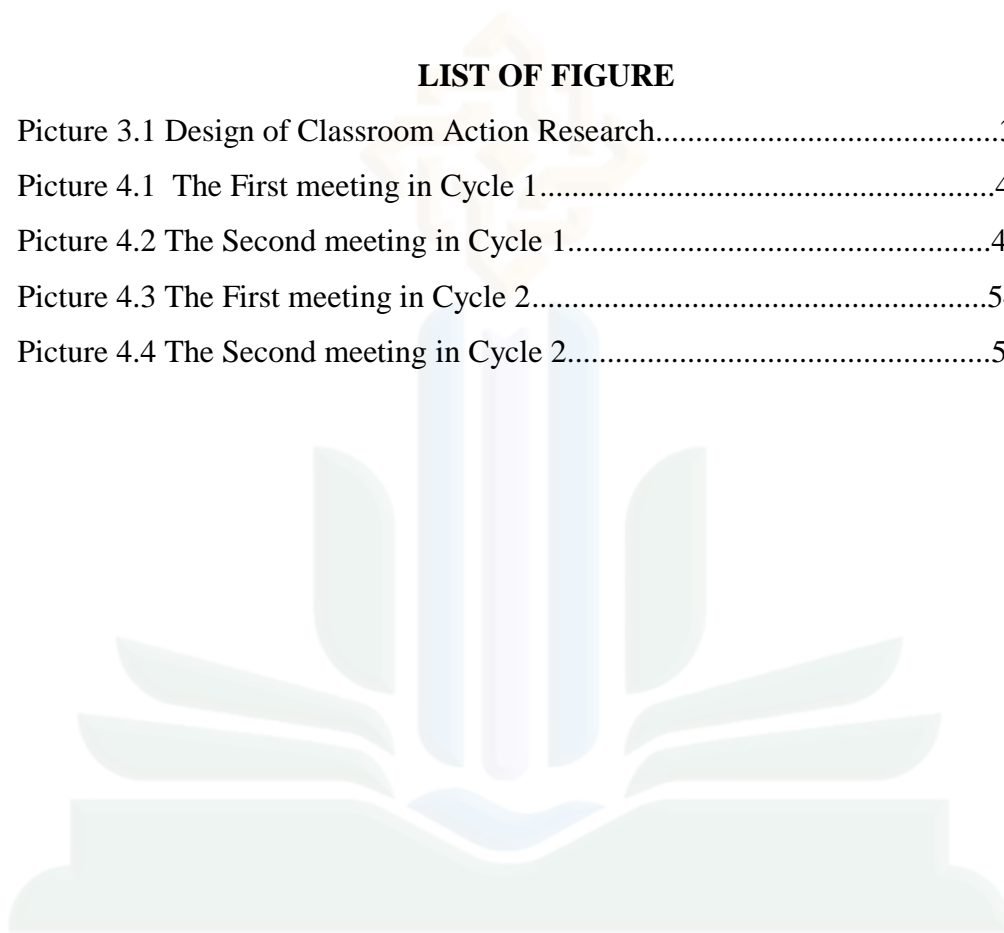 LIST OF FIGURE
Picture 3.1 Design of Classroom Action Research
Picture 4.1 The First meeting in Cycle 1
Picture 4.2 The Second meeting in Cycle 1
Picture 4.3 The First meeting in Cycle 2
Picture 4.4 The Second meeting in Cycle 2